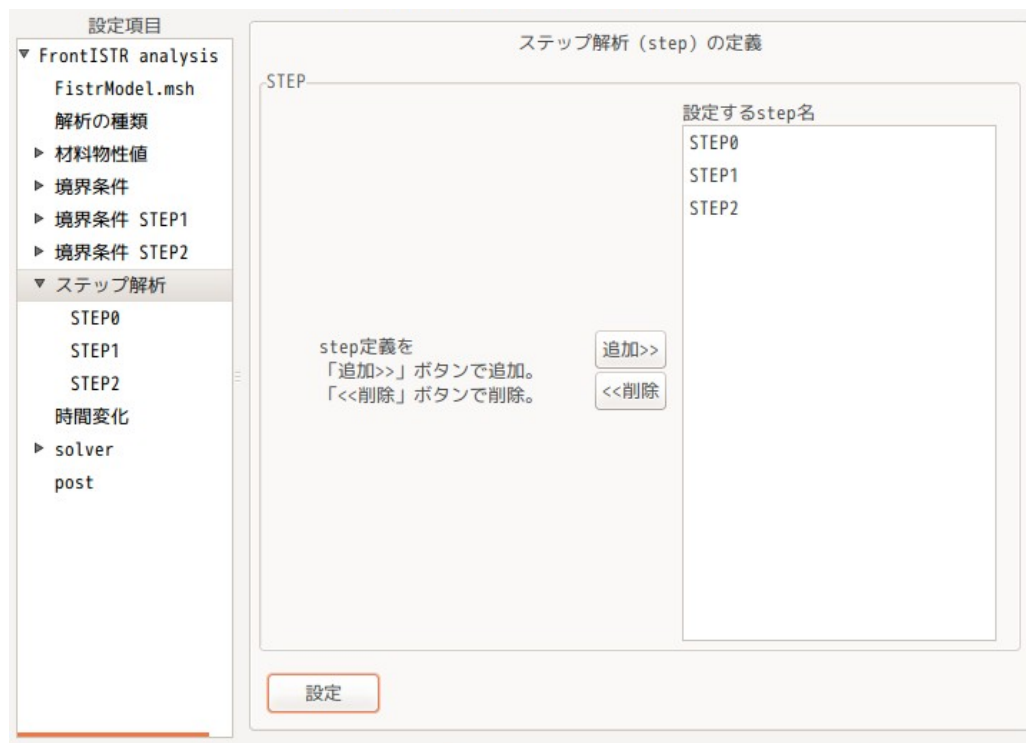 設定項目
FrontISTR analysis
FistrModel.msh
解析の種類
材料物性値
境界条件
境界条件 STEP1
境界条件 STEP2
ステップ解析
STEP0
STEP1
STEP2
時間変化
solver
post
ステップ解析 (step) の定義
STEP
step定義を
「追加>>」ボタンで追加。
「<<削除」ボタンで削除。
追加>>
<<削除
設定するstep名
STEP0
STEP1
STEP2
設定